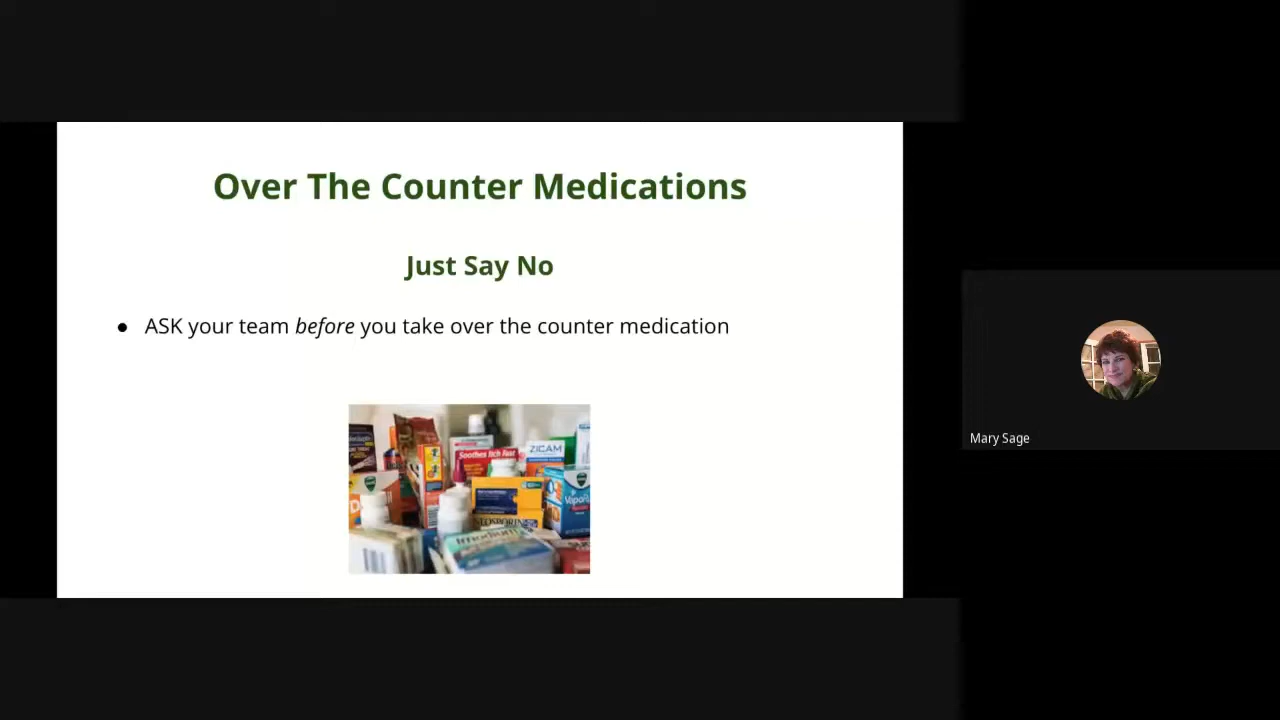 Over The Counter Medications
Just Say No
● ASK your team before you take over the counter medication
Soothes Itch Fast
ZICAM
NEOSPORIN
imodium
Mary Sage